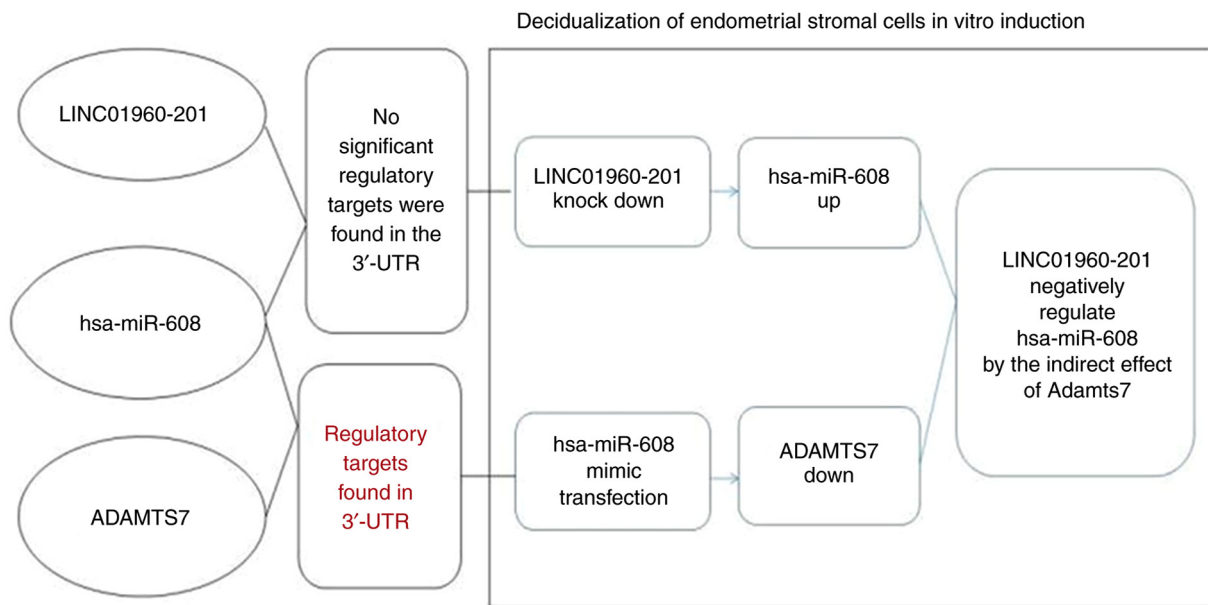 Decidualization of endometrial stromal cells in vitro induction
LINC01960-201
hsa-miR-608
ADAMTS7
No
significant
regulatory
targets were
found in the
3′-UTR
Regulatory
targets
found in
3′-UTR
LINC01960-201
knock down
hsa-miR-608
up
hsa-miR-608
mimic
transfection
ADAMTS7
down
LINC01960-201
negatively
regulate
hsa-miR-608
by the indirect effect
of Adamts7